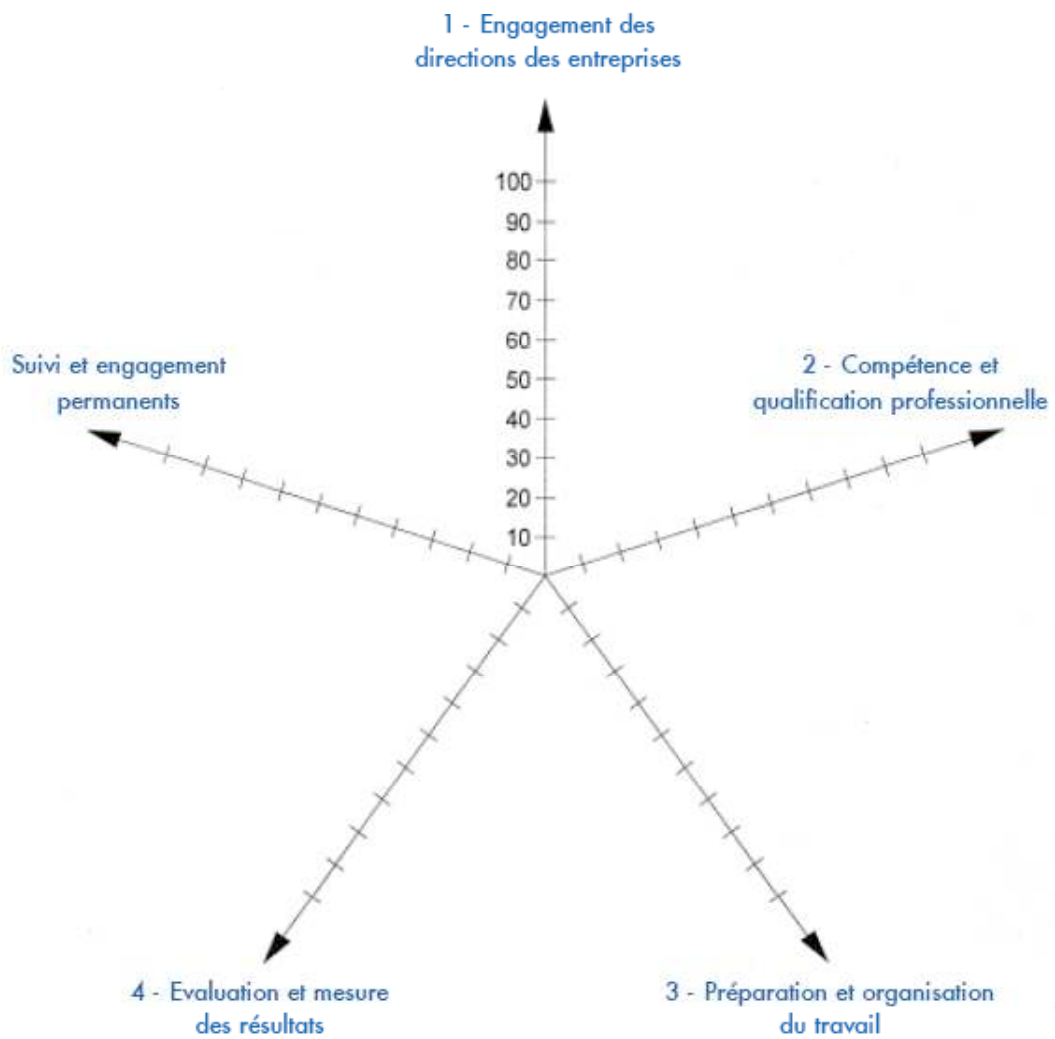 1 - Engagement des
directions des entreprises
100
90
80
70
60
50
40
30
20
10
Suivi et engagement
permanents
2 - Compétence et
qualification professionnelle
4 - Evaluation et mesure
des résultats
3 - Préparation et organisation
du travail